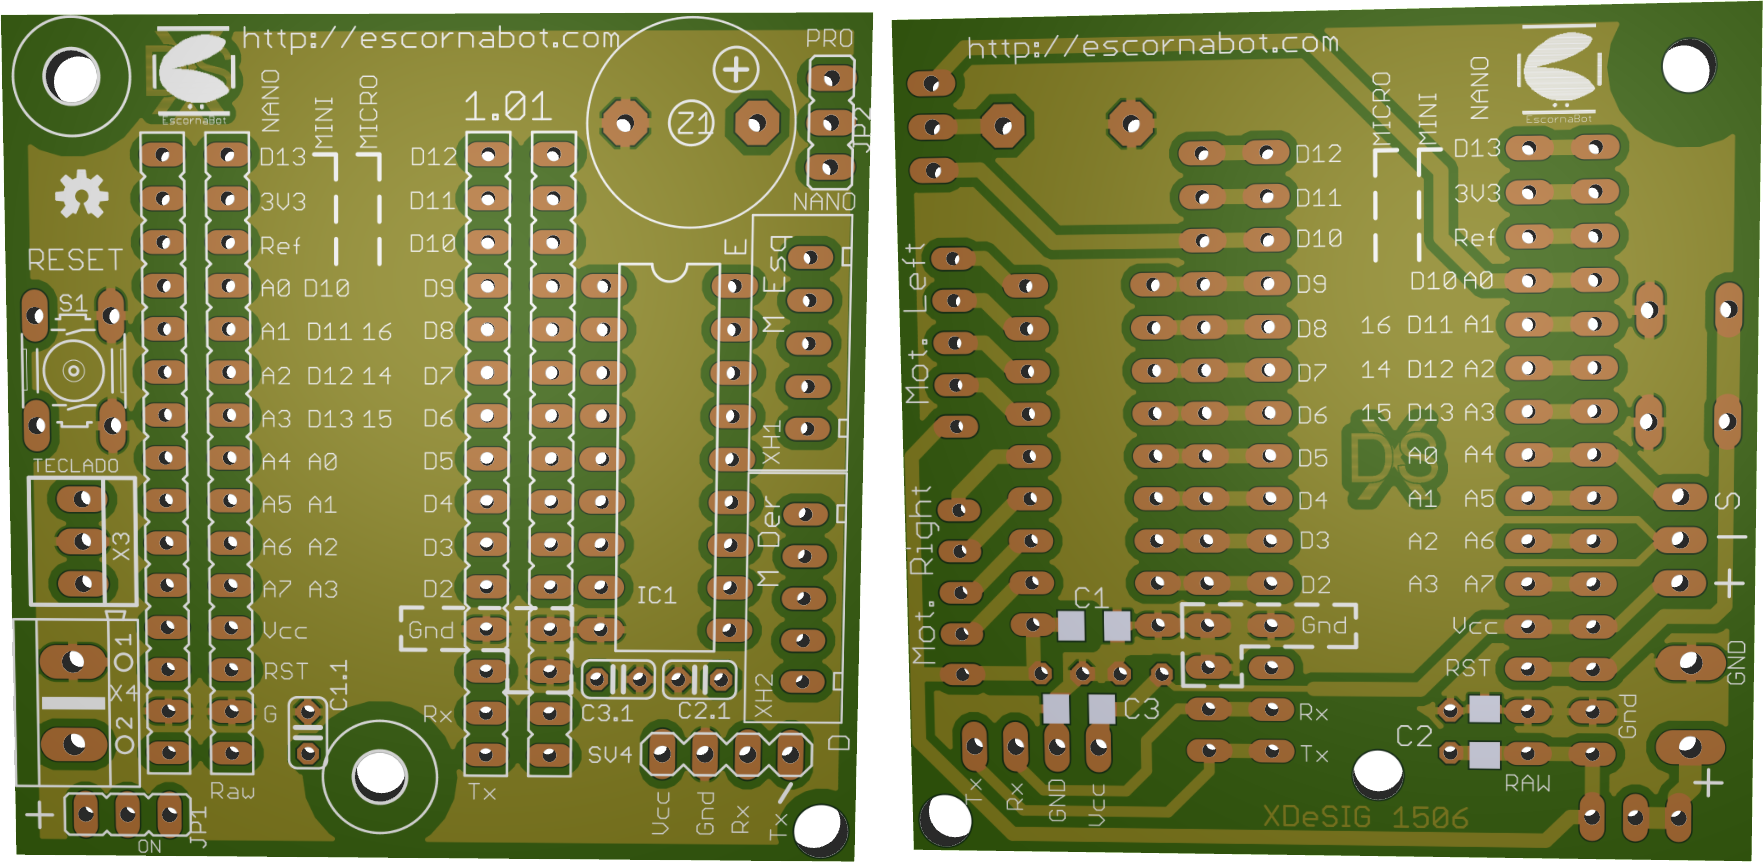 http://escornabot.com
PRO
EscornaBot
NANO
MINI
MICRO
1.01
Z1
JP2
NANO
D13
D12
3V3
D11
Ref
D10
RESET
E
S1
A0 D10
D9
A1 D11 16
D8
A2 D12 14
D7
A3 D13 15
D6
M Esq
XH1
TECLADO
A4 A0
D5
A5 A1
D4
X3
A6 A2
D3
A7 A3
D2
M Der
IC1
Vcc
Gnd
O1
X4
O2
RST
C1.1
G
Rx
C3.1
C2.1
XH2
SV4
D
Raw
Tx
Vcc
Gnd
Rx
Tx
JP1
ON
http://escornabot.com
EscornaBot
MICRO
MINI
NANO
D12
D13
D11
3V3
D10
Ref
Mot. Left
D9
D10 A0
D8
16 D11 A1
D7
14 D12 A2
D6
15 D13 A3
DS
D5
A0 A4
D4
A1 A5
S
D3
A2 A6
D2
A3 A7
Mot. Right
C1
Gnd
Vcc
RST
GND
C3
Rx
C2
Gnd
Tx
RAW
Tx
Rx
GND
Vcc
XDeSIG 1506